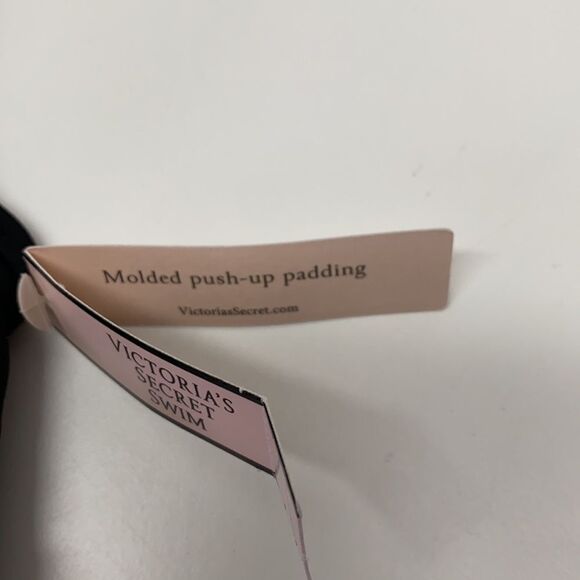 Molded push-up padding
VictoriasSecret.com
VICTORIA'S
SECRET
SWIM